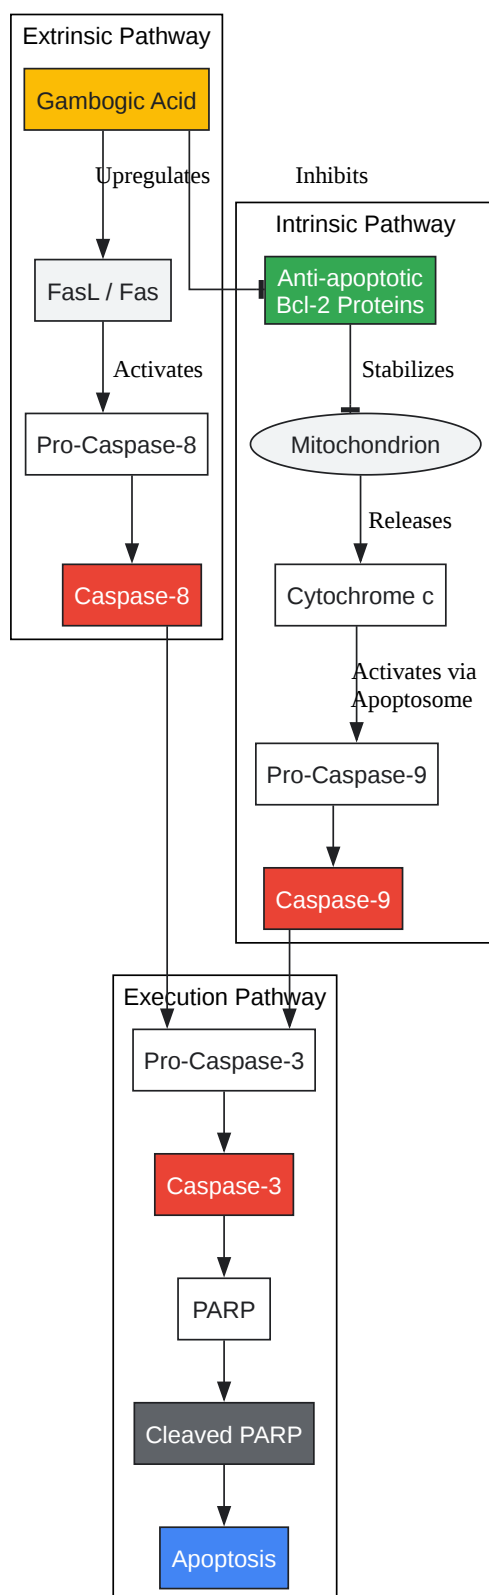 Extrinsic Pathway
Gambogic Acid
Upregulates
Inhibits
Intrinsic Pathway
FasL / Fas
Anti-apoptotic
Bcl-2 Proteins
Activates
Stabilizes
Pro-Caspase-8
Mitochondrion
Releases
Caspase-8
Cytochrome c
Activates via
Apoptosome
Pro-Caspase-9
Caspase-9
Execution Pathway
Pro-Caspase-3
Caspase-3
PARP
Cleaved PARP
Apoptosis